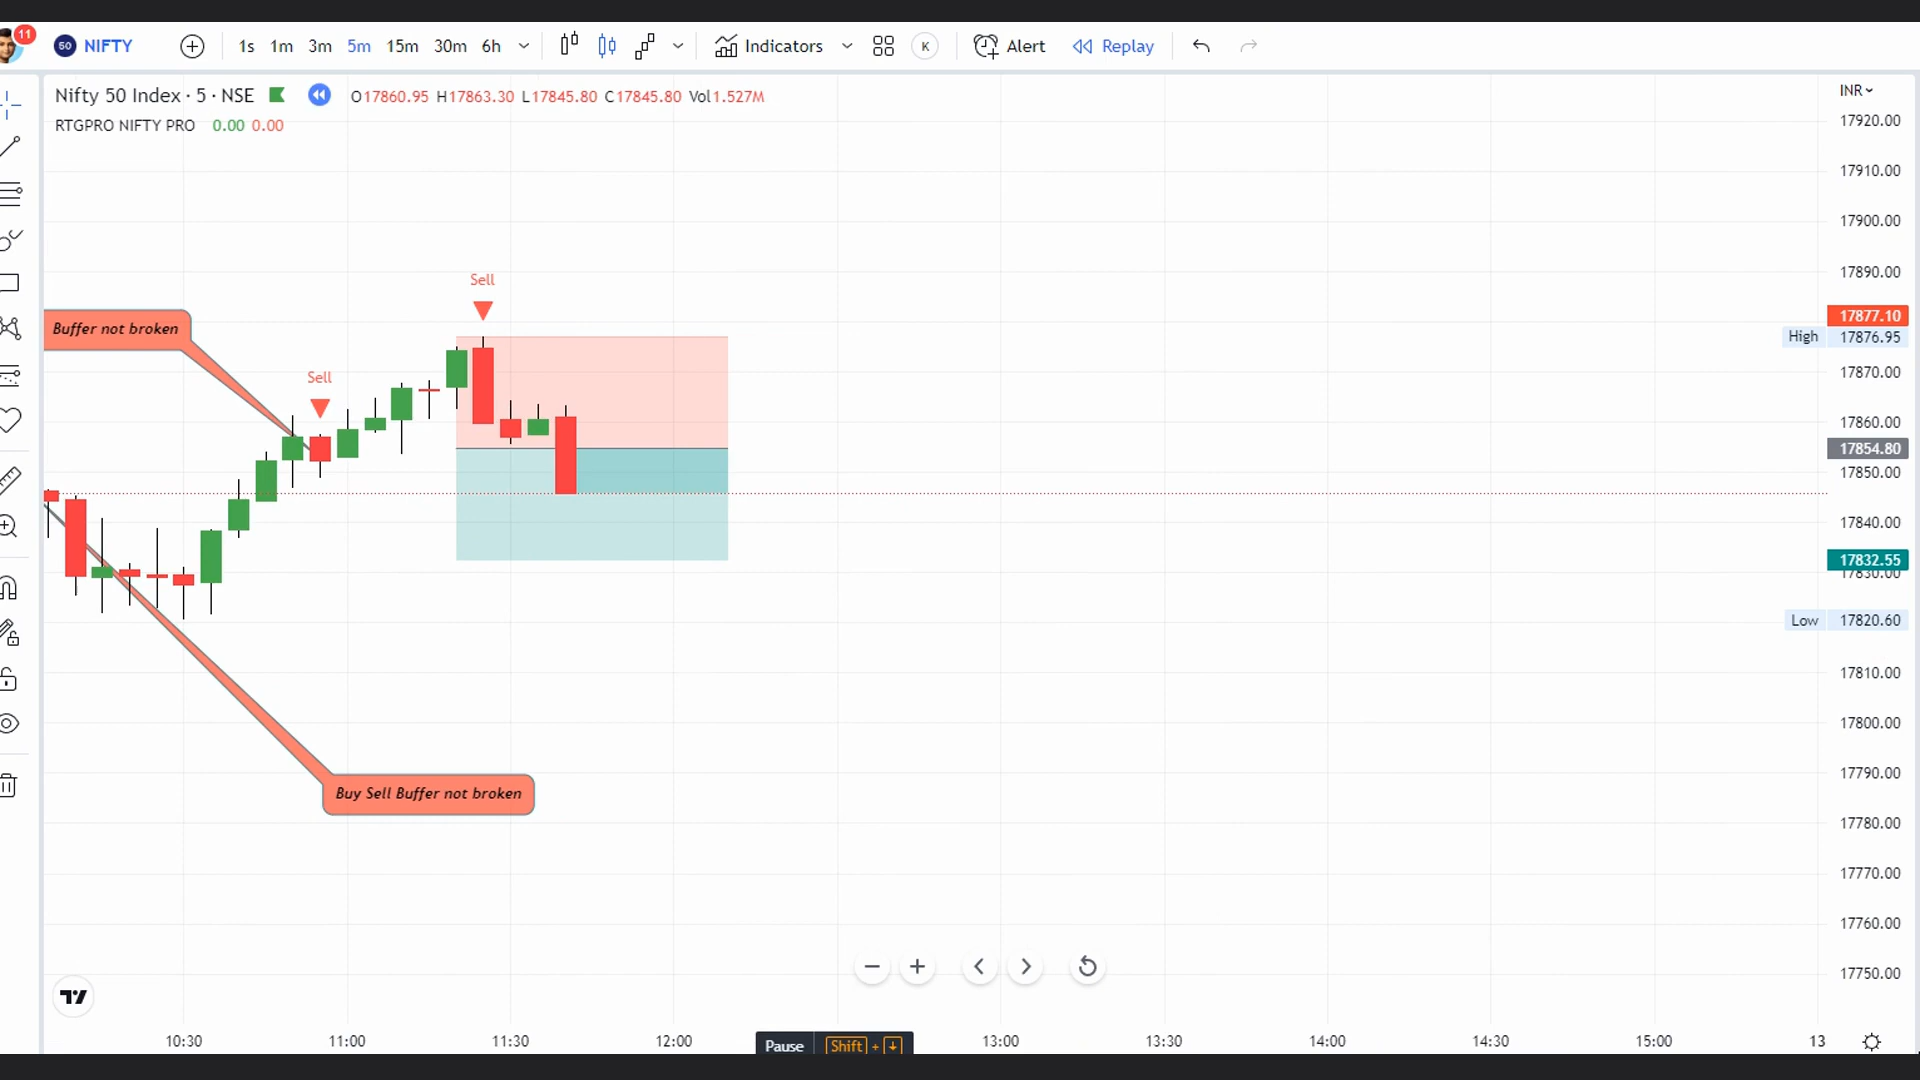 11
50 NIFTY
1s 1m 3m 5m 15m 30m 6h
Indicators
K
Alert
Replay
Nifty 50 Index · 5 · NSE
O17860.95 H17863.30 L17845.80 C17845.80 Vol1.527M
RTGPRO NIFTY PRO 0.00 0.00
INR
17920.00
17910.00
17900.00
17890.00
Sell
17877.10
Buffer not broken
High 17876.95
Sell
17870.00
17860.00
17854.80
17850.00
17840.00
17832.55
17830.00
Low 17820.60
17810.00
17800.00
17790.00
Buy Sell Buffer not broken
17780.00
17770.00
17760.00
17750.00
10:30 11:00 11:30 12:00 13:00 13:30 14:00 14:30 15:00 13
Pause Shift + ↓